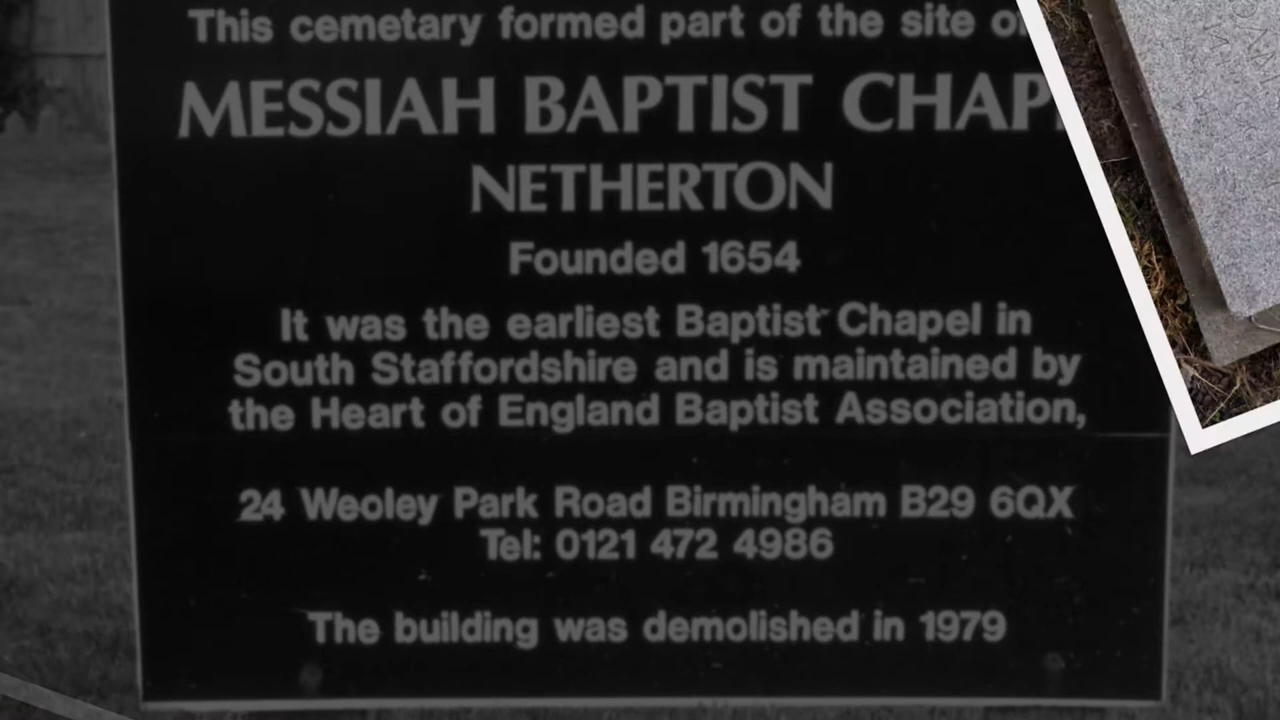 This cemetary formed part of the site o
MESSIAH BAPTIST CHAP
NETHERTON
Founded 1654
It was the earliest Baptist Chapel in
South Staffordshire and is maintained by
the Heart of England Baptist Association,
24 Weoley Park Road Birmingham B29 6QX
Tel: 0121 472 4986
The building was demolished in 1979